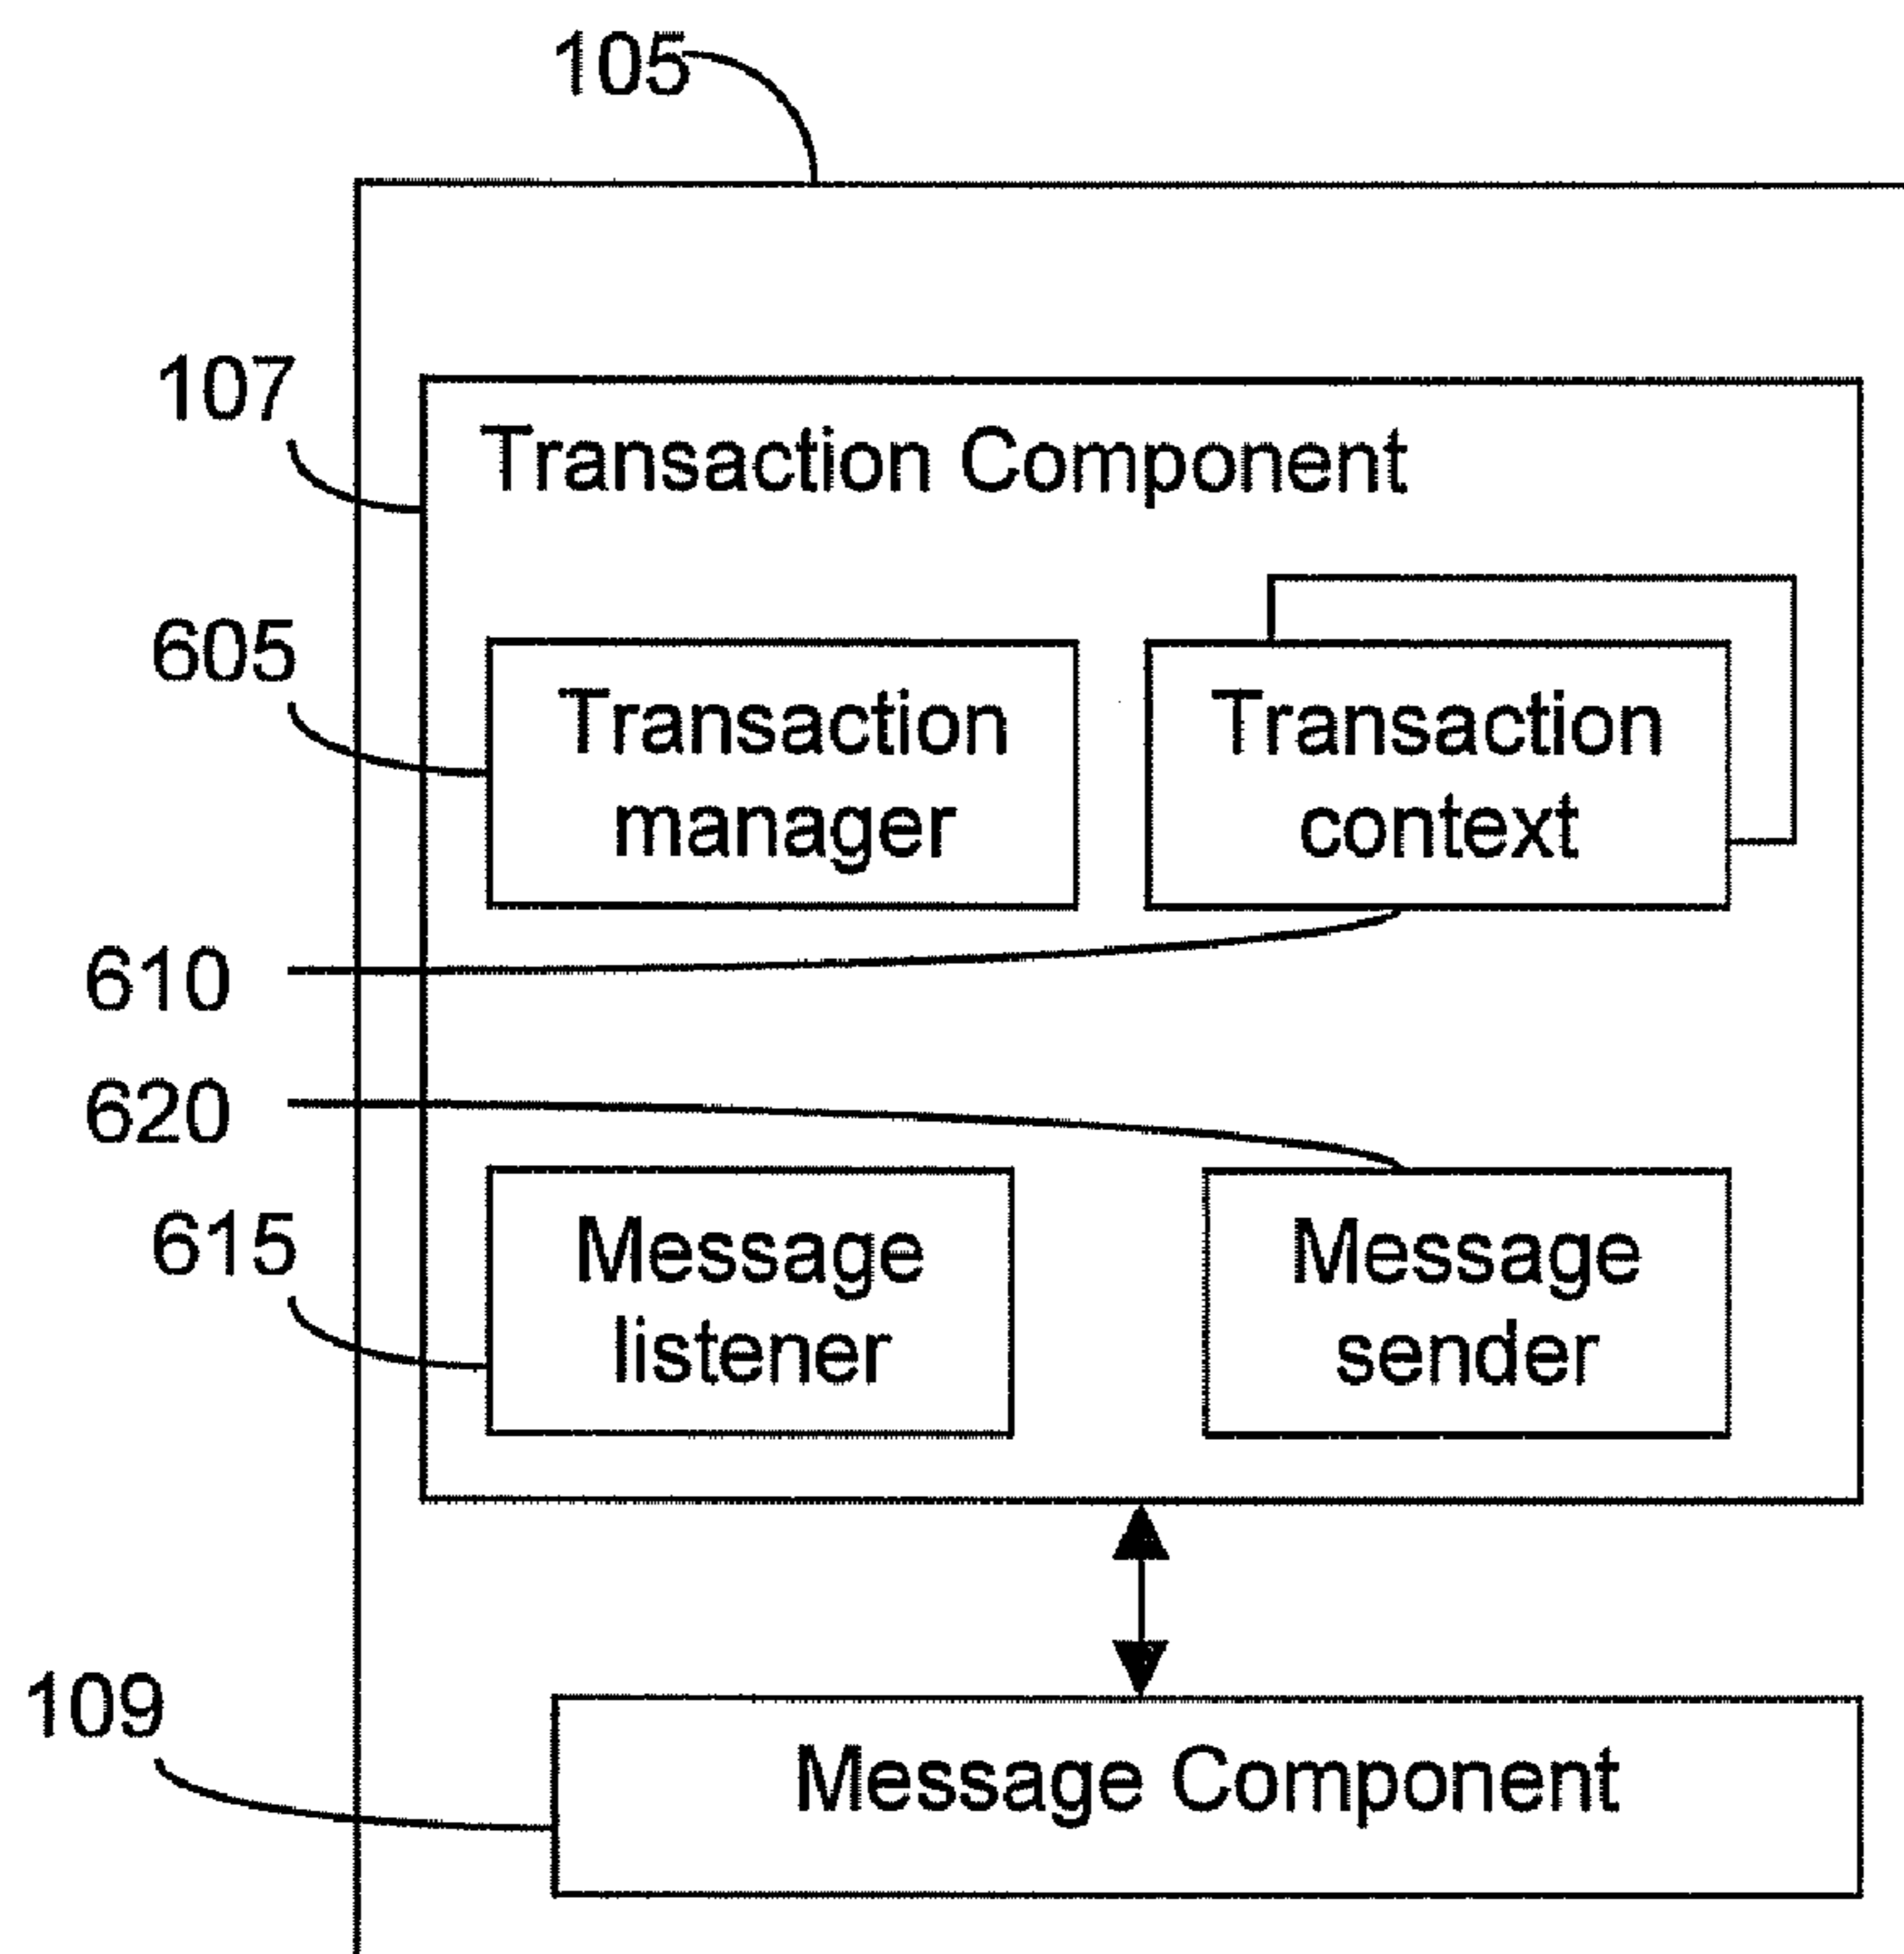 105
107
Transaction Component
605
Transaction
manager
Transaction
context
610
620
615
Message
listener
Message
sender
109
Message Component